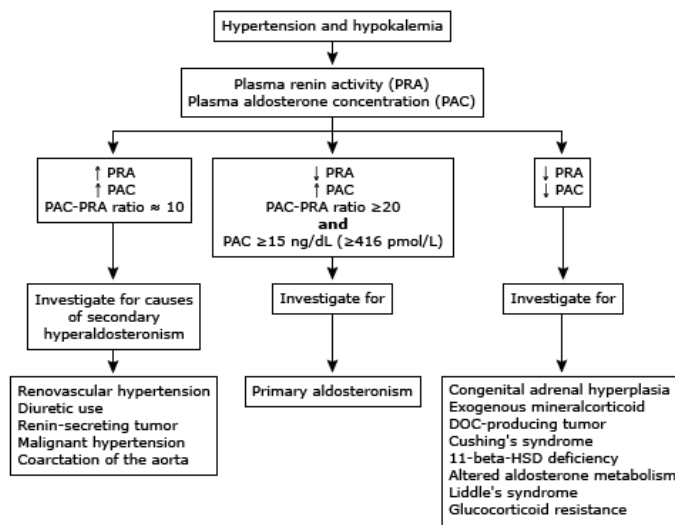 Hypertension and hypokalemia
Plasma renin activity (PRA)
Plasma aldosterone concentration (PAC)
↑ PRA
↑ PAC
PAC-PRA ratio ≈ 10
↓ PRA
↑ PAC
PAC-PRA ratio ≥20
and
PAC ≥15 ng/dL (≥416 pmol/L)
↓ PRA
↓ PAC
Investigate for causes
of secondary
hyperaldosteronism
Investigate for
Investigate for
Renovascular hypertension
Diuretic use
Renin-secreting tumor
Malignant hypertension
Coarctation of the aorta
Primary aldosteronism
Congenital adrenal hyperplasia
Exogenous mineralcorticoid
DOC-producing tumor
Cushing's syndrome
11-beta-HSD deficiency
Altered aldosterone metabolism
Liddle's syndrome
Glucocorticoid resistance